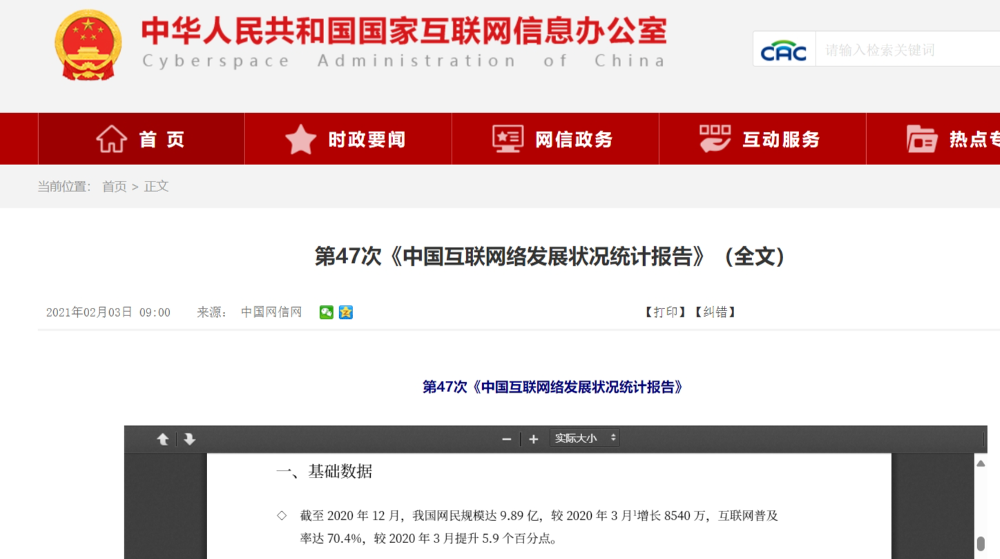 中华人民共和国国家互联网信息办公室
Cyberspace Administration of China
CAC 请输入检索关键词
首 页 时政要闻 网信政务 互动服务 热点专
当前位置： 首页 > 正文
第47次《中国互联网络发展状况统计报告》（全文）
2021年02月03日 09:00 来源： 中国网信网 【打印】【纠错】
第47次《中国互联网络发展状况统计报告》
实际大小
一、基础数据
◇ 截至 2020 年 12 月，我国网民规模达 9.89 亿，较 2020 年 3 月¹增长 8540 万，互联网普及
率达 70.4%，较 2020 年 3 月提升 5.9 个百分点。